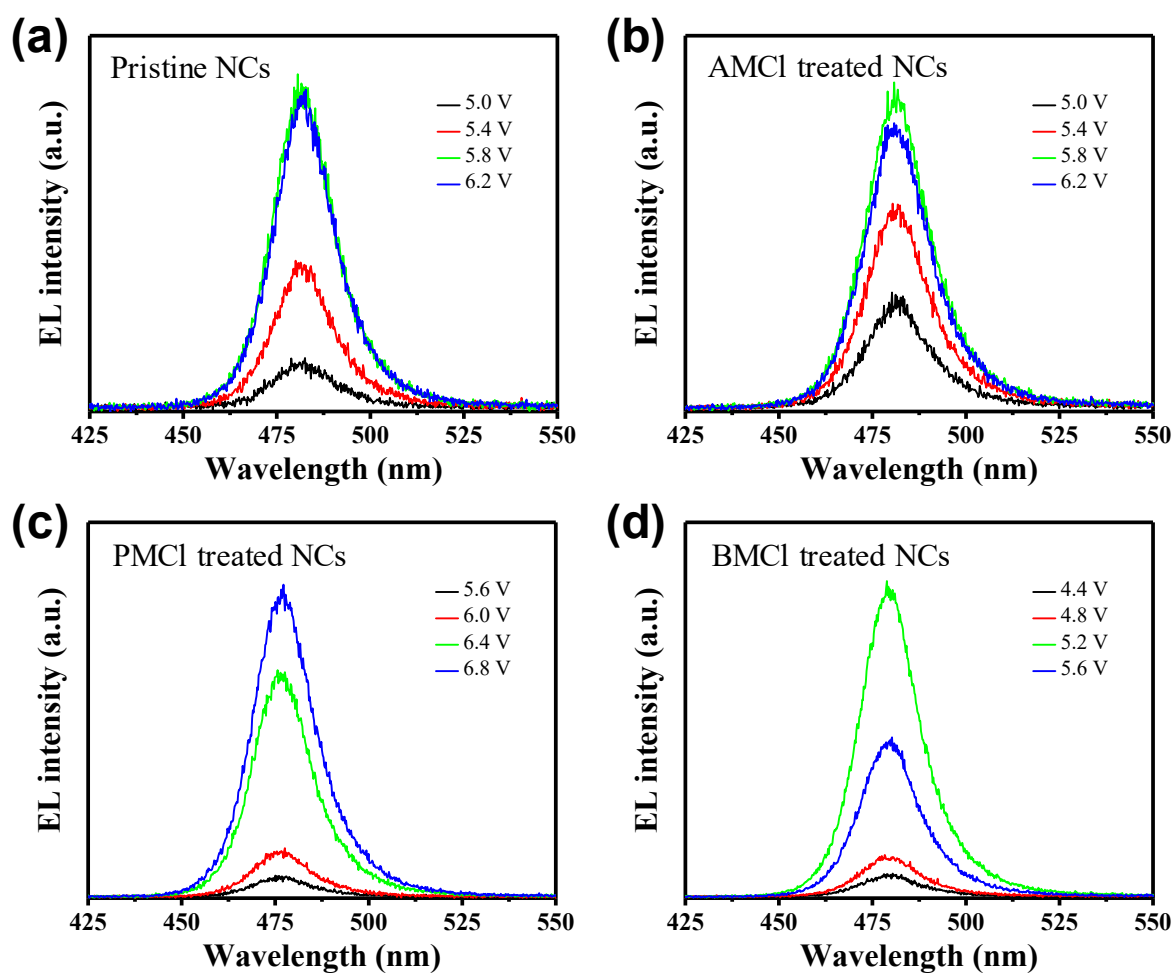 (a)
Pristine NCs
5.0 V
5.4 V
5.8 V
6.2 V
EL intensity (a.u.)
425 450 475 500 525 550
Wavelength (nm)
(b)
AMCl treated NCs
5.0 V
5.4 V
5.8 V
6.2 V
EL intensity (a.u.)
425 450 475 500 525 550
Wavelength (nm)
(c)
PMCl treated NCs
5.6 V
6.0 V
6.4 V
6.8 V
EL intensity (a.u.)
425 450 475 500 525 550
Wavelength (nm)
(d)
BMCl treated NCs
4.4 V
4.8 V
5.2 V
5.6 V
EL intensity (a.u.)
425 450 475 500 525 550
Wavelength (nm)